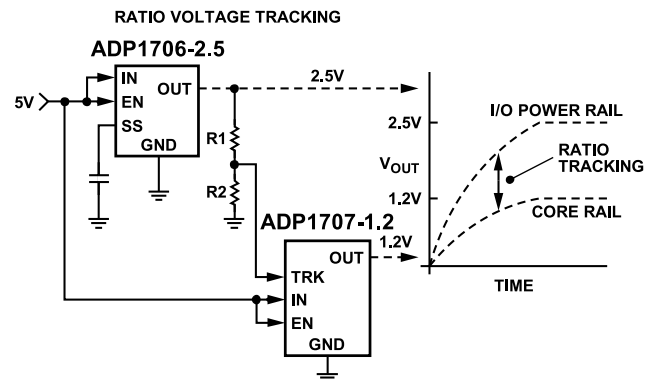 RATIO VOLTAGE TRACKING
ADP1706-2.5
5V
IN
EN
SS
OUT
GND
2.5V
R1
R2
ADP1707-1.2
OUT
1.2V
TRK
IN
EN
GND
VOUT
2.5V
1.2V
I/O POWER RAIL
RATIO
TRACKING
CORE RAIL
TIME